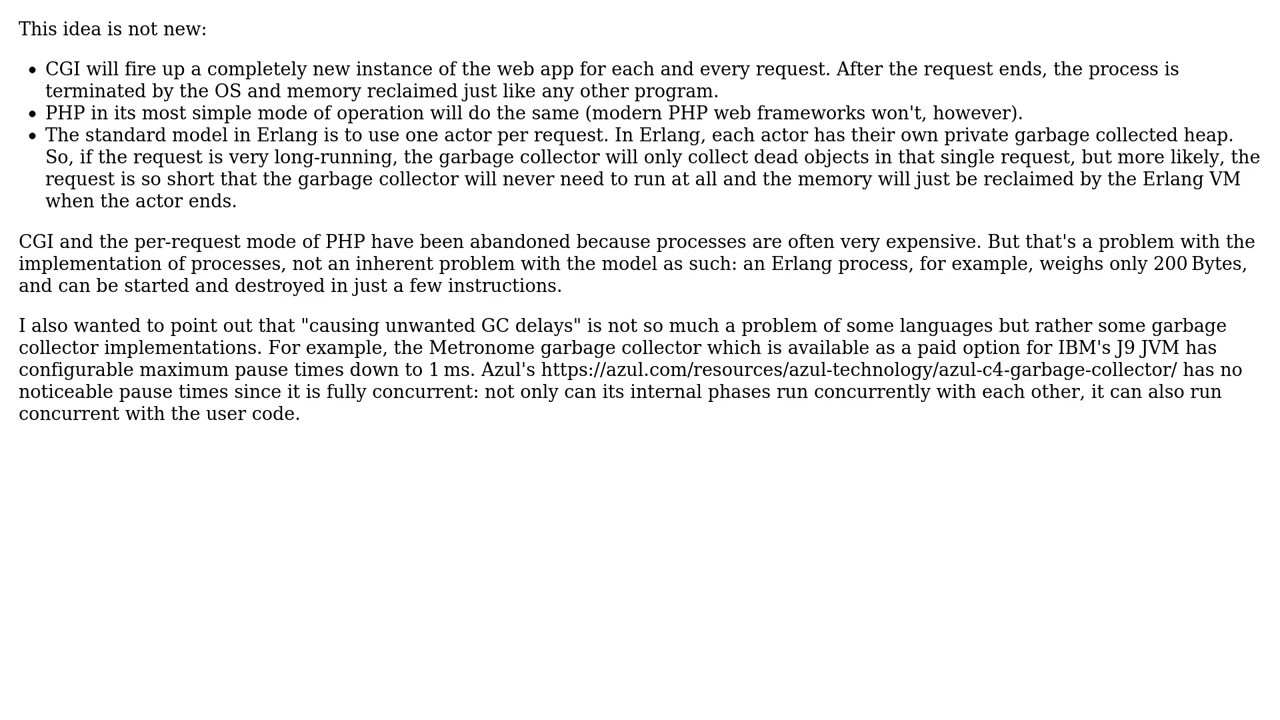 This idea is not new:
• CGI will fire up a completely new instance of the web app for each and every request. After the request ends, the process is
terminated by the OS and memory reclaimed just like any other program.
• PHP in its most simple mode of operation will do the same (modern PHP web frameworks won't, however).
• The standard model in Erlang is to use one actor per request. In Erlang, each actor has their own private garbage collected heap.
So, if the request is very long-running, the garbage collector will only collect dead objects in that single request, but more likely, the
request is so short that the garbage collector will never need to run at all and the memory will just be reclaimed by the Erlang VM
when the actor ends.
CGI and the per-request mode of PHP have been abandoned because processes are often very expensive. But that's a problem with the
implementation of processes, not an inherent problem with the model as such: an Erlang process, for example, weighs only 200 Bytes,
and can be started and destroyed in just a few instructions.
I also wanted to point out that "causing unwanted GC delays" is not so much a problem of some languages but rather some garbage
collector implementations. For example, the Metronome garbage collector which is available as a paid option for IBM's J9 JVM has
configurable maximum pause times down to 1 ms. Azul's https://azul.com/resources/azul-technology/azul-c4-garbage-collector/ has no
noticeable pause times since it is fully concurrent: not only can its internal phases run concurrently with each other, it can also run
concurrent with the user code.